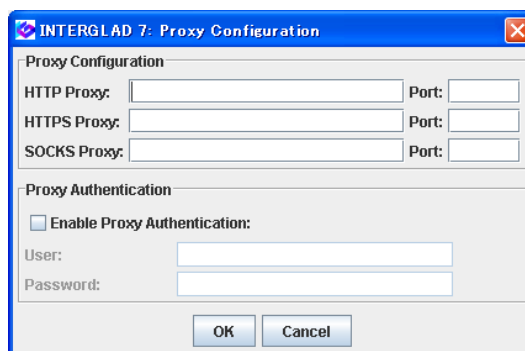 INTERGLAD 7: Proxy Configuration
Proxy Configuration
HTTP Proxy: Port:
HTTPS Proxy: Port:
SOCKS Proxy: Port:
Proxy Authentication
Enable Proxy Authentication:
User:
Password:
OK Cancel